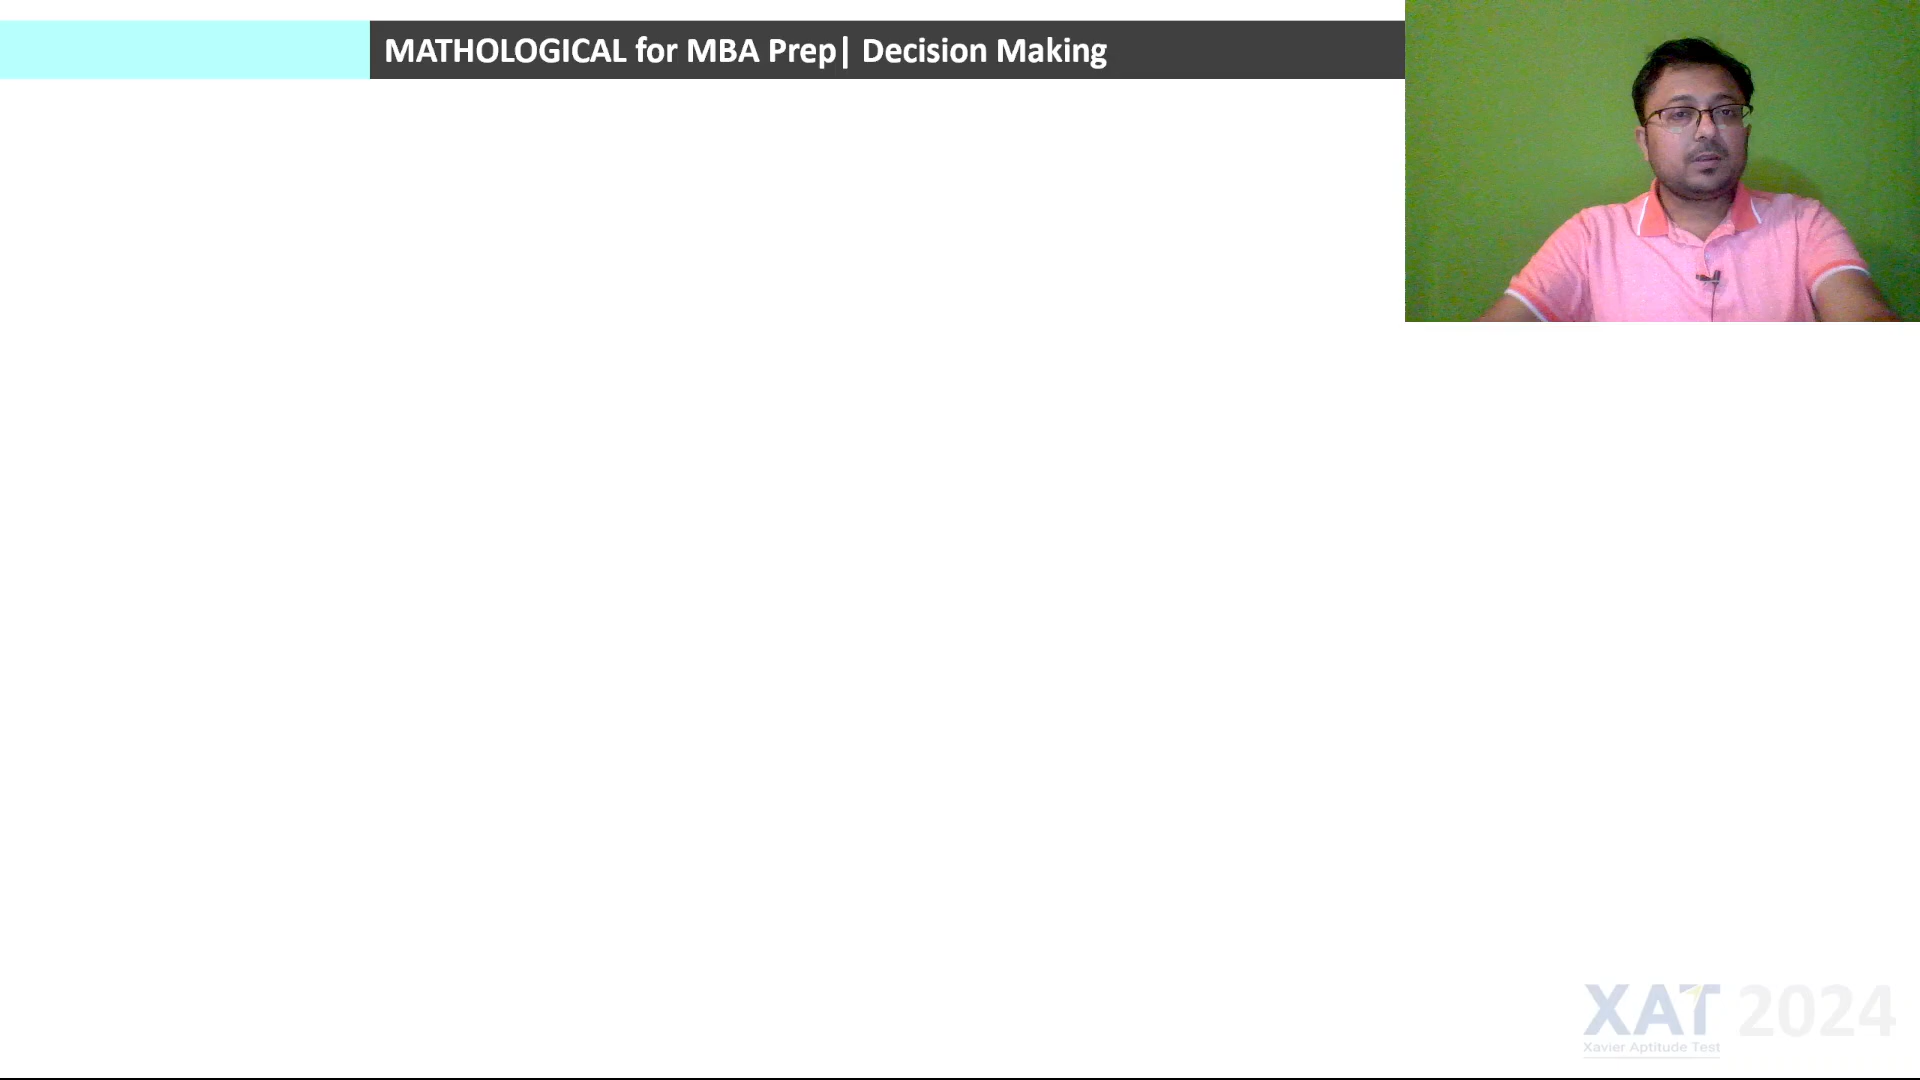 MATHOLOGICAL for MBA Prep| Decision Making
XAT 2024
Xavier Aptitude Test